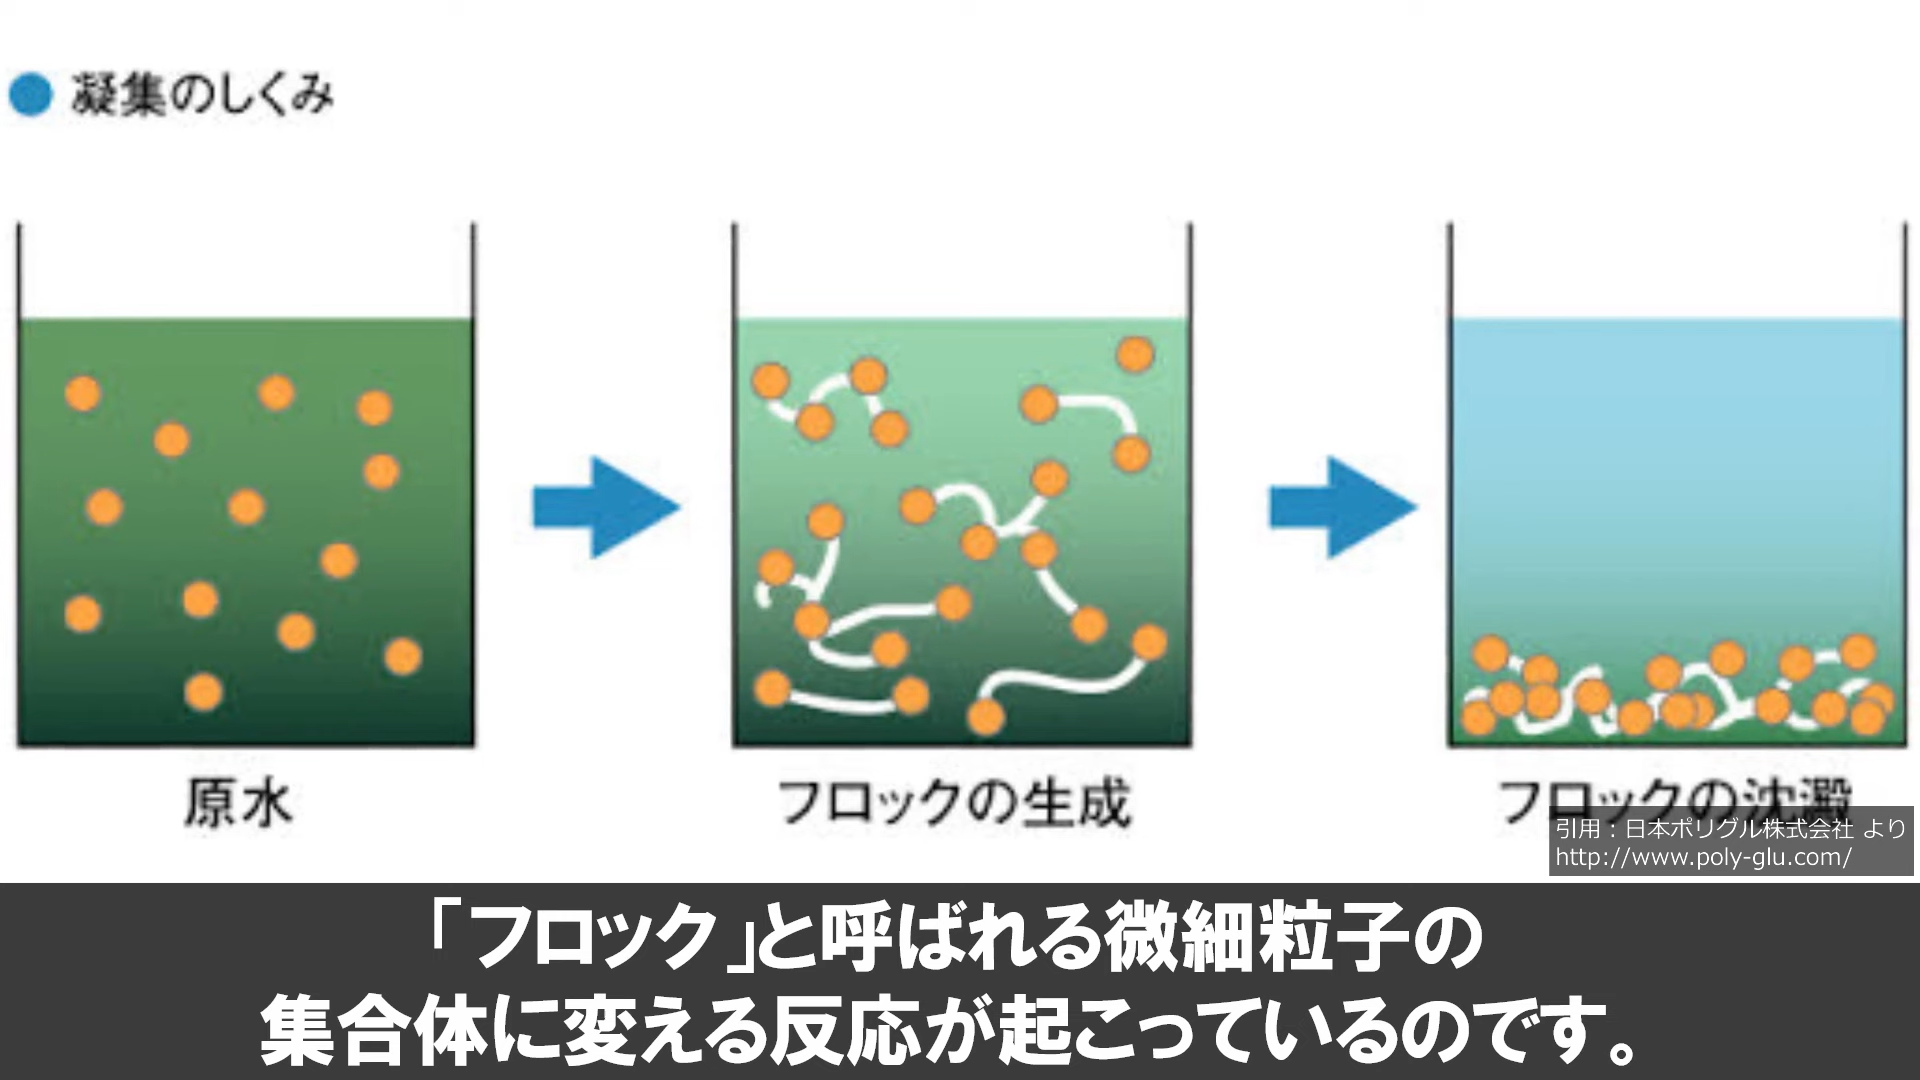 凝集のしくみ
原水
フロックの生成
フロックの沈澱
引用：日本ポリグル株式会社 より
http://www.poly-glu.com/
「フロック」と呼ばれる微細粒子の
集合体に変える反応が起こっているのです。